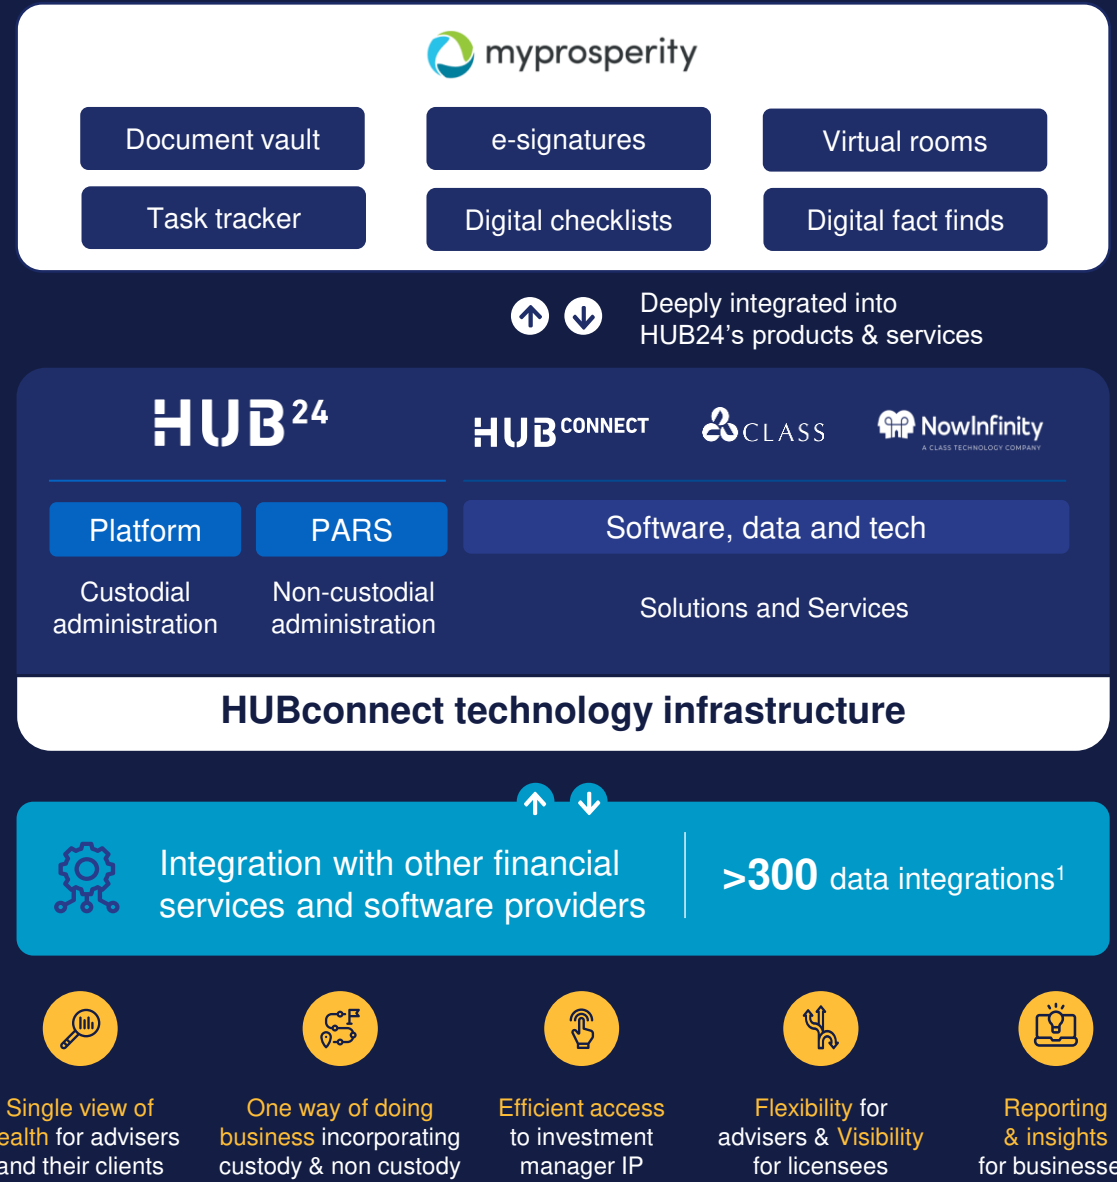 myprosperity
Document vault
e-signatures
Virtual rooms
Task tracker
Digital checklists
Digital fact finds
Deeply integrated into
HUB24's products & services
HUB24
HUBCONNECT
CLASS
NowInfinity
A CLASS TECHNOLOGY COMPANY
Platform
PARS
Software, data and tech
Custodial
administration
Non-custodial
administration
Solutions and Services
HUBconnect technology infrastructure
Integration with other financial
services and software providers
>300 data integrations¹
Single view of
ealth for advisers
and their clients
One way of doing
business incorporating
custody & non custody
Efficient access
to investment
manager IP
Flexibility for
advisers & Visibility
for licensees
Reporting
& insights
for businesse